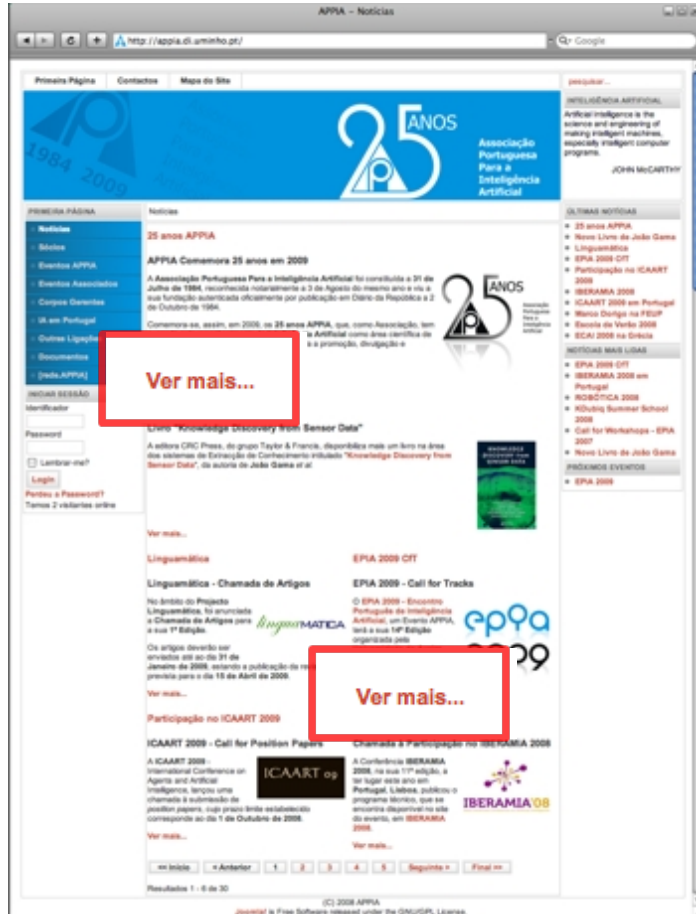 APPIA – Notícias
http://appia.di.uminho.pt/
Google
Primeira Página Contactos Mapa do Site
pesquisar...
1984 2009
25 ANOS
Associação
Portuguesa
Para a
Inteligência
Artificial
INTELIGÊNCIA ARTIFICIAL
Artificial intelligence is the
science and engineering of
making intelligent machines,
especially intelligent computer
programs.
JOHN McCARTHY
PRIMEIRA PÁGINA
Notícias
Sócios
Eventos APPIA
Eventos Associados
Corpos Gerentes
IA em Portugal
Outras Ligações
Documentos
[rede.APPIA]
INICIAR SESSÃO
Identificador
Password
Lembrar-me?
Login
Perdeu a Password?
Temos 2 visitantes online
Notícias
25 anos APPIA
APPIA Comemora 25 anos em 2009
A Associação Portuguesa Para a Inteligência Artificial foi constituída a 31 de
Julho de 1984, reconhecida notarialmente a 3 de Agosto do mesmo ano e viu a
sua fundação autenticada oficialmente por publicação em Diário da República a 2
de Outubro de 1984.
Comemora-se, assim, em 2009, os 25 anos APPIA, que, como Associação, tem
Artificial como área científica de
a promoção, divulgação e
25 ANOS
Associação
Portuguesa
Para a
Inteligência
Artificial
Ver mais...
Livro "Knowledge Discovery from Sensor Data"
A editora CRC Press, do grupo Taylor & Francis, disponibiliza mais um livro na área
dos sistemas de Extracção de Conhecimento intitulado "Knowledge Discovery from
Sensor Data", da autoria de João Gama et al
KNOWLEDGE
DISCOVERY FROM
SENSOR DATA
Ver mais...
Linguamática
Linguamática - Chamada de Artigos
No âmbito do Projecto
Linguamática, foi anunciada
a Chamada de Artigos para
a sua 1ª Edição.
linguaMATICA
Os artigos deverão ser
enviados até ao dia 31 de
Janeiro de 2009, estando a publicação da
prevista para o dia 15 de Abril de 2009.
Ver mais...
EPIA 2009 CfT
EPIA 2009 - Call for Tracks
O EPIA 2009 - Encontro
Português de Inteligência
Artificial, um Evento APPIA,
terá a sua 14ª Edição
organizada pela
epia
Ver mais...
Participação no ICAART 2009
ICAART 2009 - Call for Position Papers
A ICAART 2009 -
International Conference on
Agents and Artificial
Intelligence, lançou uma
chamada à submissão de
position papers, cujo prazo limite estabelecido
corresponde ao dia 1 de Outubro de 2008.
ICAART 09
Ver mais...
Chamada à Participação no IBERAMIA 2008
A Conferência IBERAMIA
2008, na sua 11ª edição, a
ter lugar este ano em
Portugal, Lisboa, publicou o
programa técnico, que se
encontra disponível no site
do evento, em IBERAMIA
2008.
IBERAMIA'08
Ver mais...
<< Início < Anterior 1 2 3 4 5 Seguinte > Final >>
Resultados 1 - 6 de 30
ÚLTIMAS NOTÍCIAS
25 anos APPIA
Novo Livro de João Gama
Linguamática
EPIA 2009 CfT
Participação no ICAART
2009
IBERAMIA 2008
ICAART 2009 em Portugal
Marco Dorigo na FEUP
Escola de Verão 2008
ECAI 2008 na Grécia
NOTÍCIAS MAIS LIDAS
EPIA 2009 CfT
IBERAMIA 2008 em
Portugal
ROBÓTICA 2008
KDubiq Summer School
2008
Call for Workshops - EPIA
2007
Novo Livro de João Gama
PRÓXIMOS EVENTOS
EPIA 2009
(C) 2008 APPIA
Joomla! is Free Software released under the GNU/GPL License.